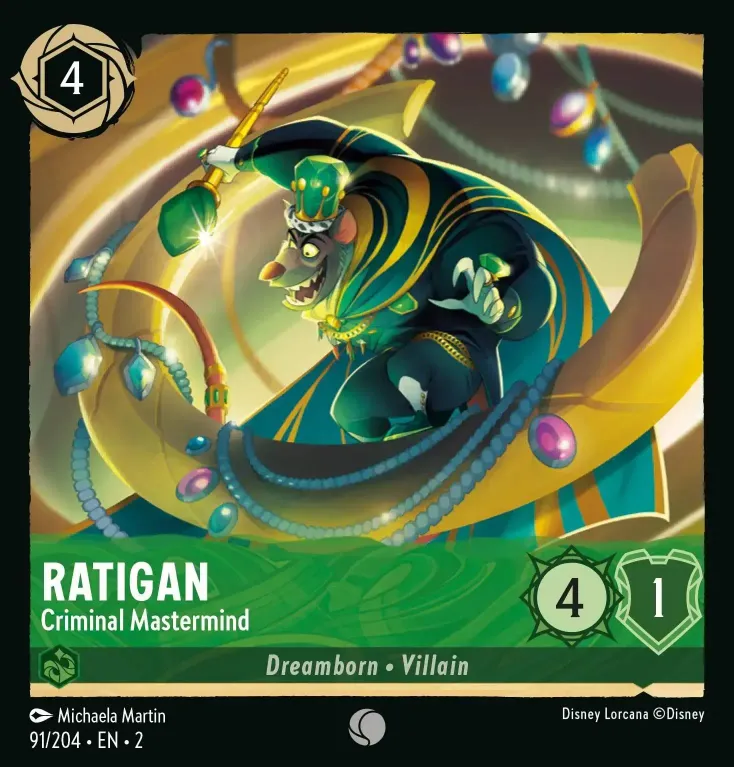 4
RATIGAN
Criminal Mastermind
4
1
Dreamborn • Villain
Michaela Martin
Disney Lorcana ©Disney
91/204 • EN • 2